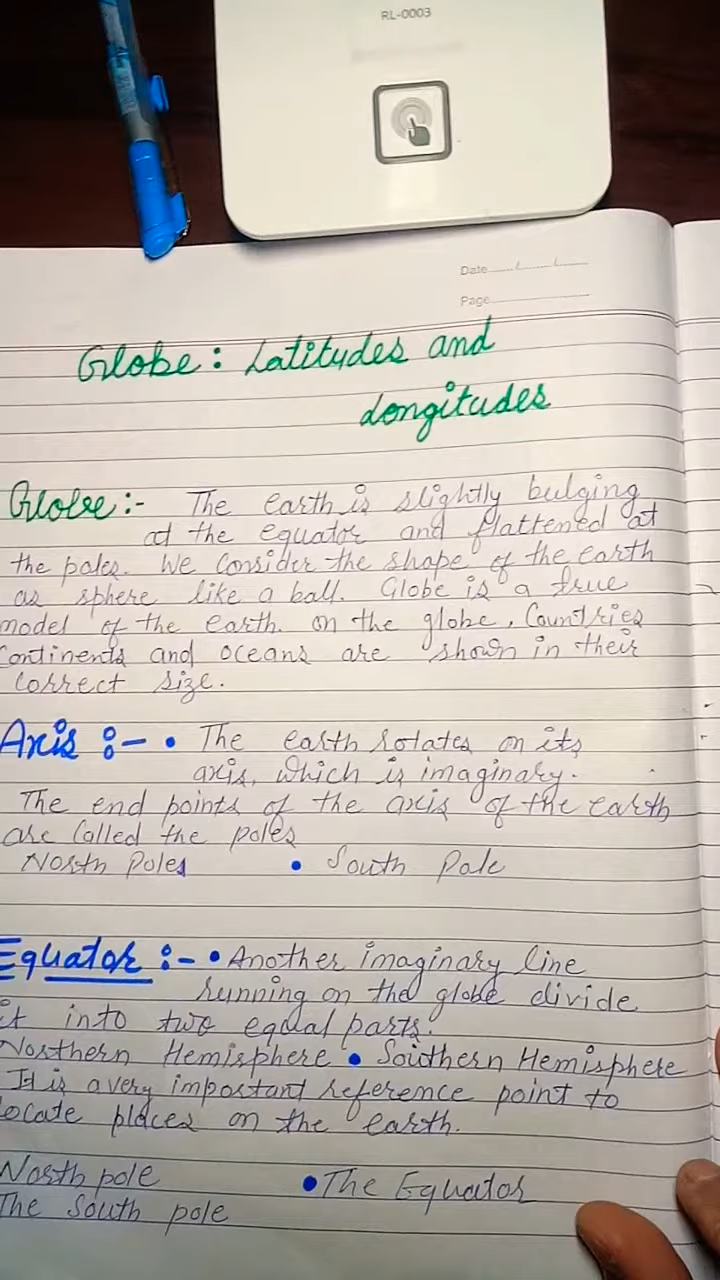 RL-0003
Date
Page
Globe: Latitudes and
Longitudes
Globe:- The earth is slightly bulging
at the equator and flattened at
the poles. We consider the shape of the earth
as sphere like a ball. Globe is a true
model of the earth. on the globe, Countries
Continents and oceans are shown in their
correct size.
Axis :- • The earth rotates on its
axis, which is imaginary.
The end points of the axis of the earth
are called the poles
North Poles • South Pole
Equator :- • Another imaginary line
running on the globe divide
it into two equal parts.
Northern Hemisphere • Soithern Hemisphere
It is a very important reference point to
locate places on the earth.
North pole • The Equator
The South pole